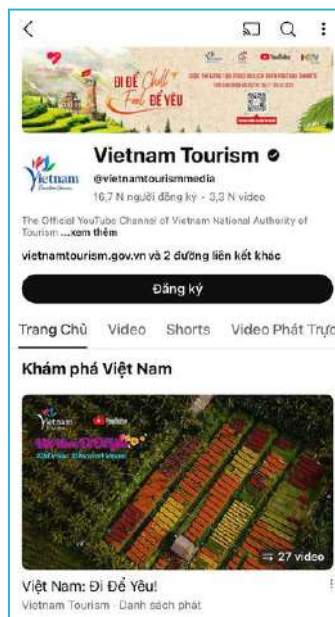 ĐI ĐỂ Chill
Feel ĐỂ YÊU
YouTube
Vietnam Tourism
Vietnam
@vietnamtourismmedia
16,7 N người đăng ký · 3,3 N video
The Official YouTube Channel of Vietnam National Authority of
Tourism ...xem thêm
vietnamtourism.gov.vn và 2 đường liên kết khác
Đăng ký
Trang Chủ Video Shorts Video Phát Trực
Khám phá Việt Nam
Vietnam YouTube
27 video
Việt Nam: Đi Để Yêu!
Vietnam Tourism · Danh sách phát